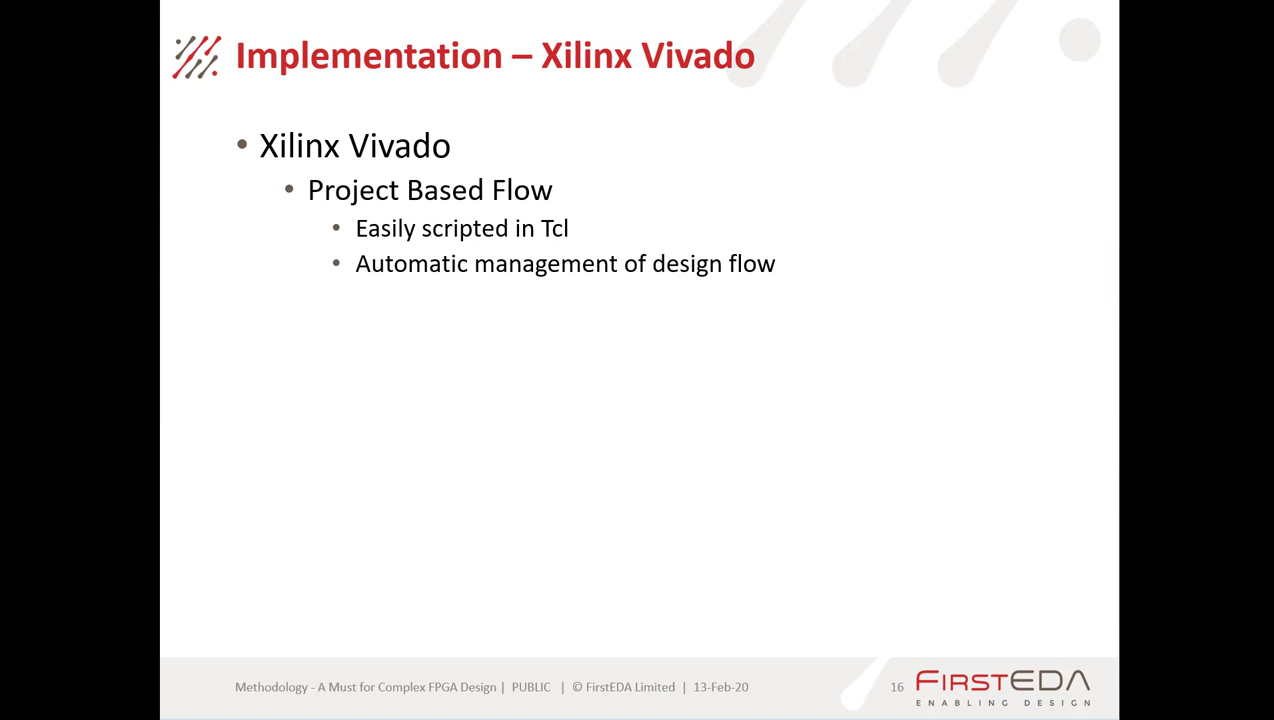 Implementation – Xilinx Vivado
• Xilinx Vivado
• Project Based Flow
• Easily scripted in Tcl
• Automatic management of design flow
Methodology - A Must for Complex FPGA Design | PUBLIC | © FirstEDA Limited | 13-Feb-20
16
FIRSTEDA
ENABLING DESIGN